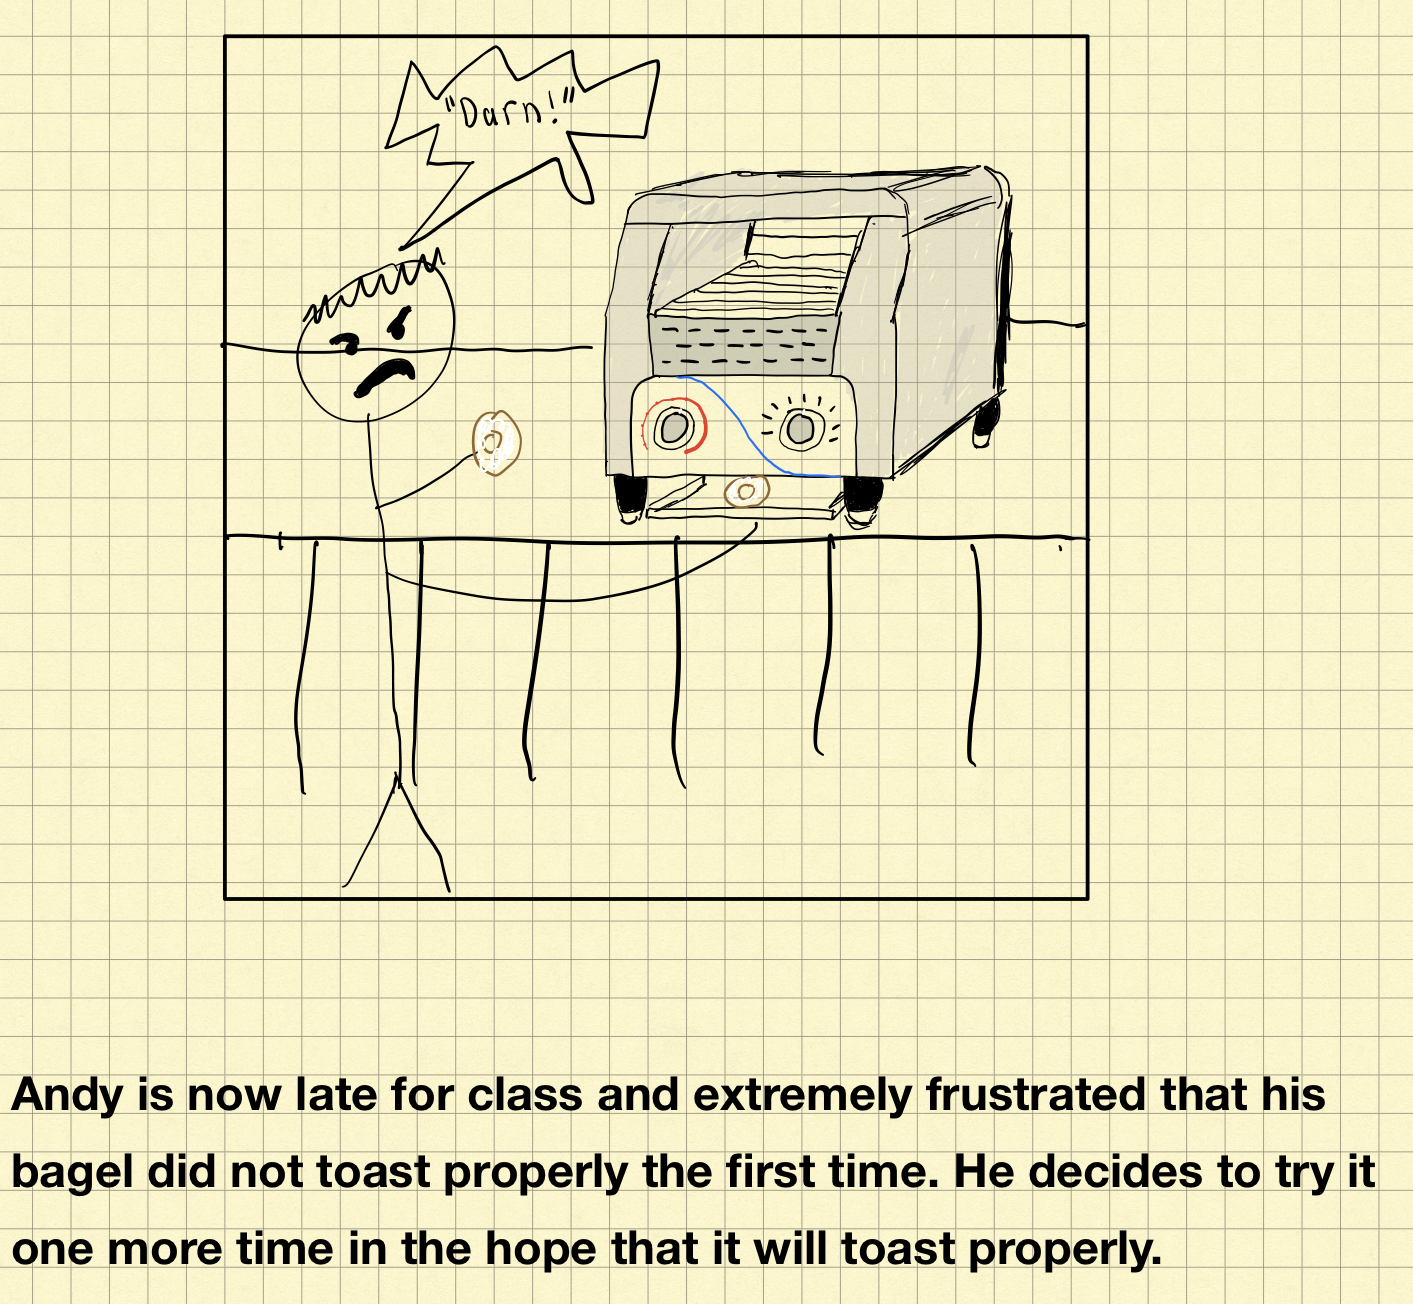 "Darn!"
Andy is now late for class and extremely frustrated that his
bagel did not toast properly the first time. He decides to try it
one more time in the hope that it will toast properly.